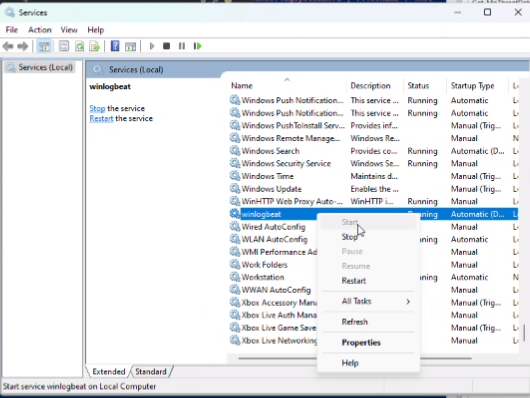 Services
File Action View Help
Services (Local)
Services (Local)
winlogbeat
Stop the service
Restart the service
Name Description Status Startup Type
Windows Push Notification... This service ... Running Automatic
Windows Push Notification... This service ... Running Automatic
Windows PushToInstall Serv... Provides inf... Manual (Trig...
Windows Remote Manage... Windows Re... Manual
Windows Search Provides co... Running Automatic (D...
Windows Security Service Windows Se... Running Manual
Windows Time Maintains d... Manual (Trig...
Windows Update Enables the ... Manual (Trig...
WinHTTP Web Proxy Auto-... WinHTTP i... Running Manual
winlogbeat Automatic (D...
Wired AutoConfig Manual
WLAN AutoConfig Automatic
WMI Performance Ad Manual
Work Folders Manual
Workstation Automatic
WWAN AutoConfig Manual
Xbox Accessory Mana Manual (Trig...
Xbox Live Auth Mana Manual
Xbox Live Game Save Manual (Trig...
Xbox Live Networking Manual
Start
Stop
Pause
Resume
Restart
All Tasks
Refresh
Properties
Help
Extended Standard
Start service winlogbeat on Local Computer